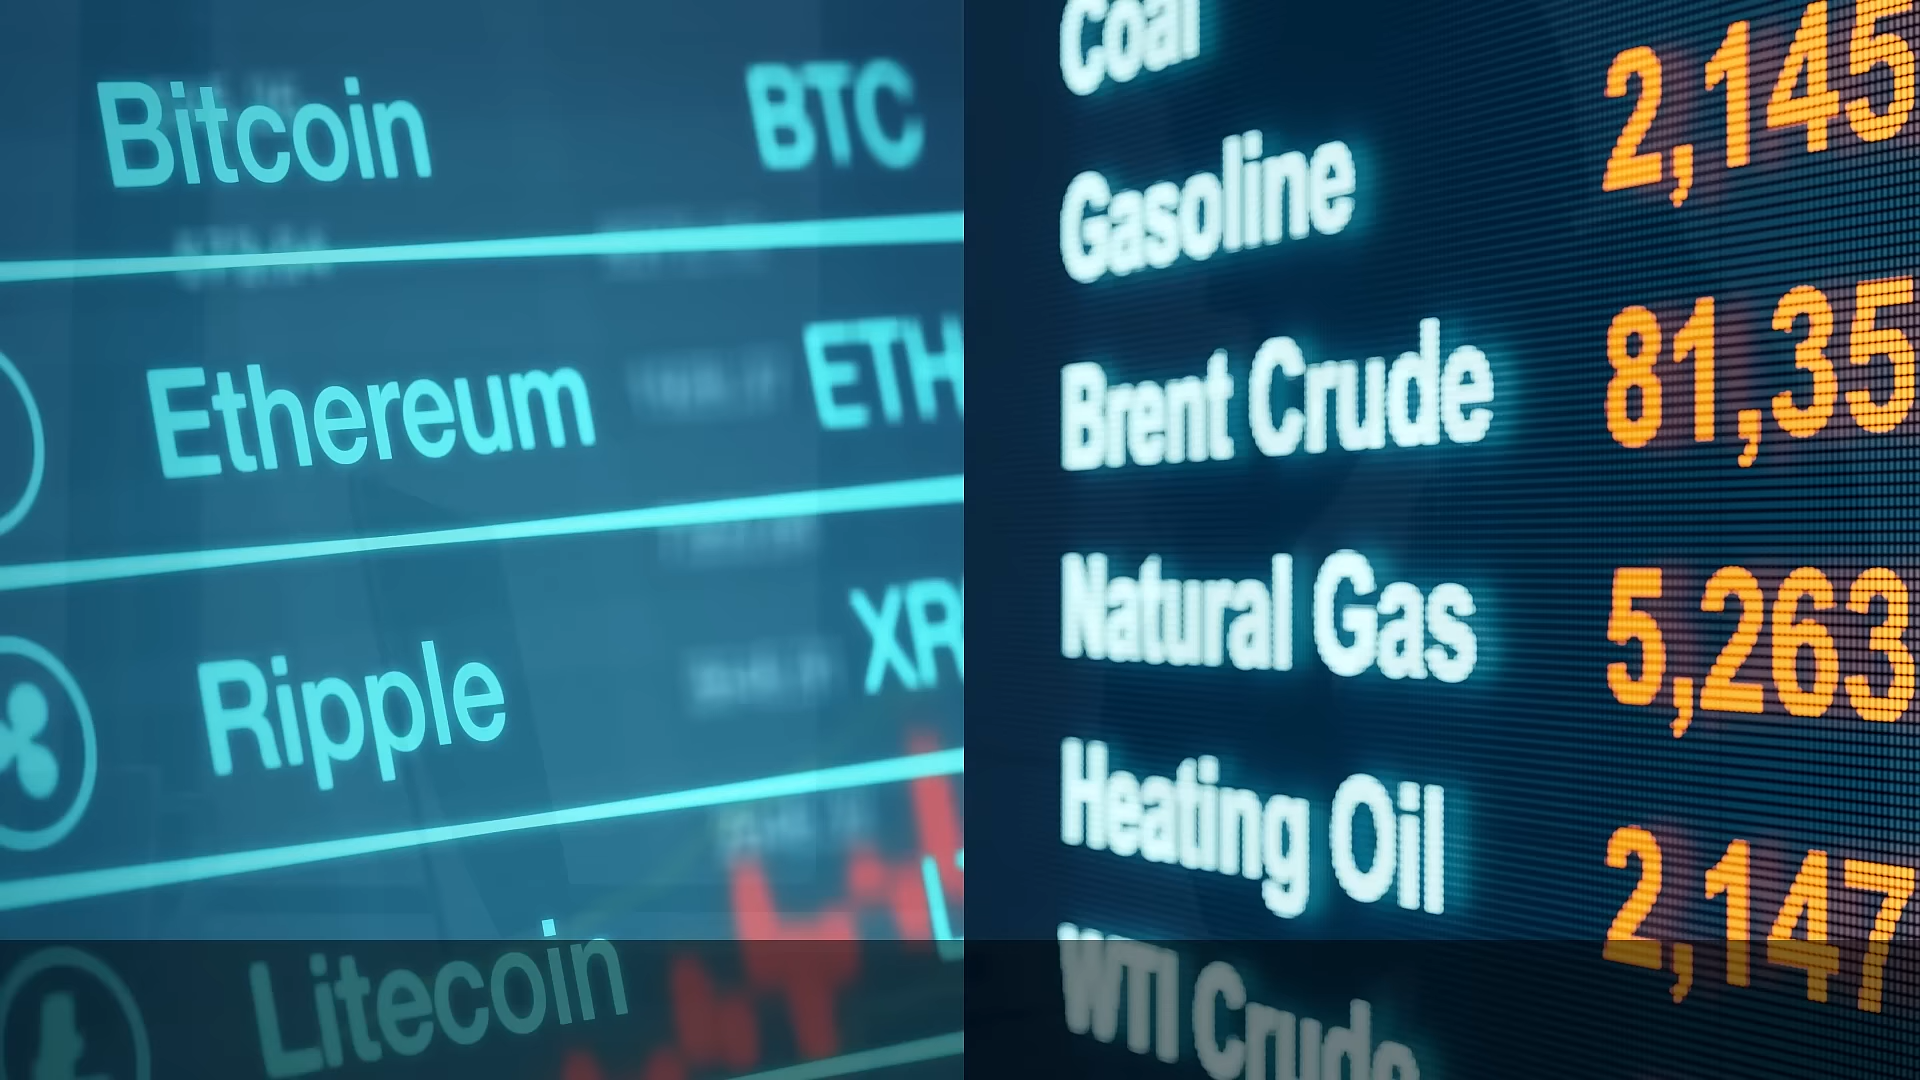 Bitcoin BTC
Ethereum ETH
Ripple XR
Litecoin
Coal
Gasoline 2,145
Brent Crude 81,35
Natural Gas 5,263
Heating Oil
WTI Crude 2,147